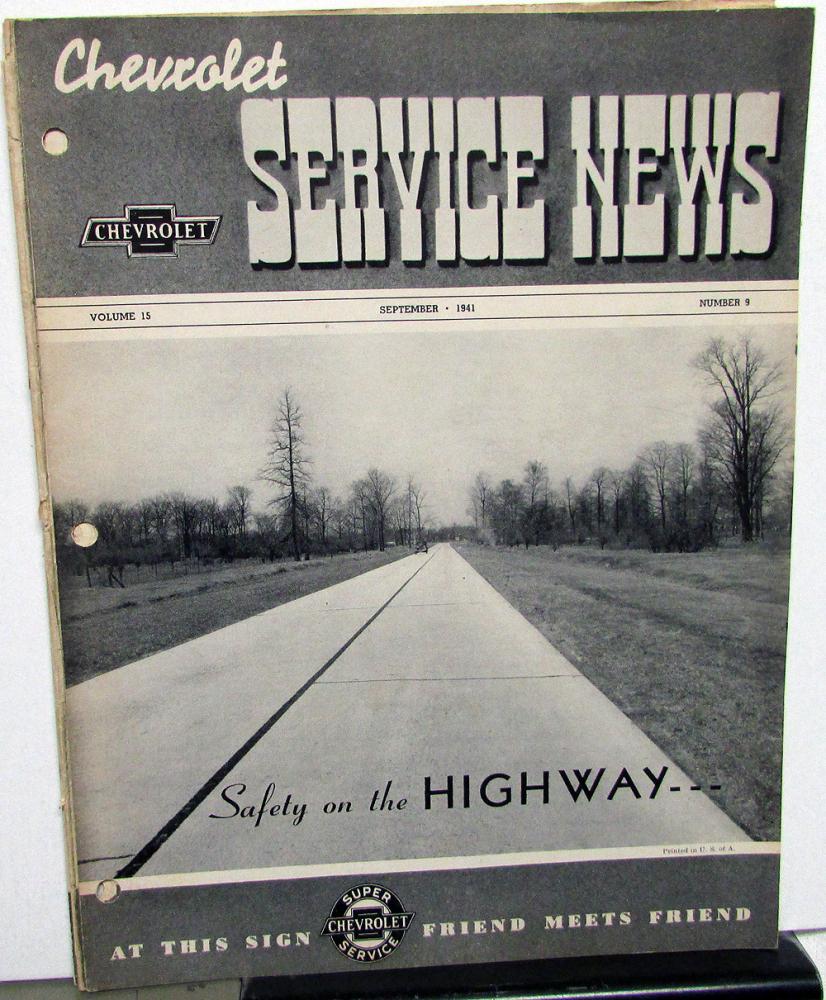 Chevrolet
SERVICE NEWS
CHEVROLET
VOLUME 15
SEPTEMBER • 1941
NUMBER 9
Safety on the HIGHWAY---
Printed in U. S. of A.
AT THIS SIGN
SUPER
CHEVROLET
SERVICE
FRIEND MEETS FRIEND